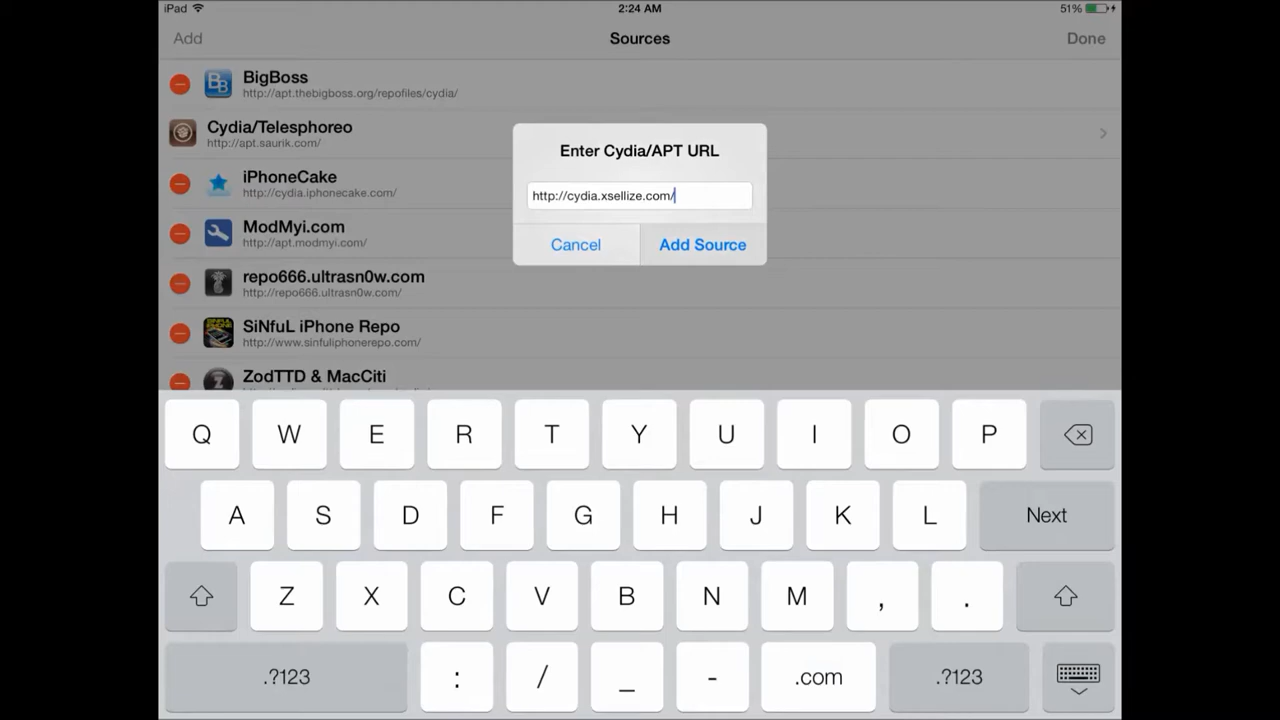 iPad 2:24 AM 51%
Add Sources Done
BigBoss
http://apt.thebigboss.org/repofiles/cydia/
Cydia/Telesphoreo
http://apt.saurik.com/
iPhoneCake
http://cydia.iphonecake.com/
ModMyi.com
http://apt.modmyi.com/
repo666.ultrasn0w.com
http://repo666.ultrasn0w.com/
SiNfuL iPhone Repo
http://www.sinfuliphonerepo.com/
ZodTTD & MacCiti
Enter Cydia/APT URL
http://cydia.xsellize.com/
Cancel Add Source
Q W E R T Y U I O P
A S D F G H J K L Next
Z X C V B N M , .
.?123 : / _ - .com .?123